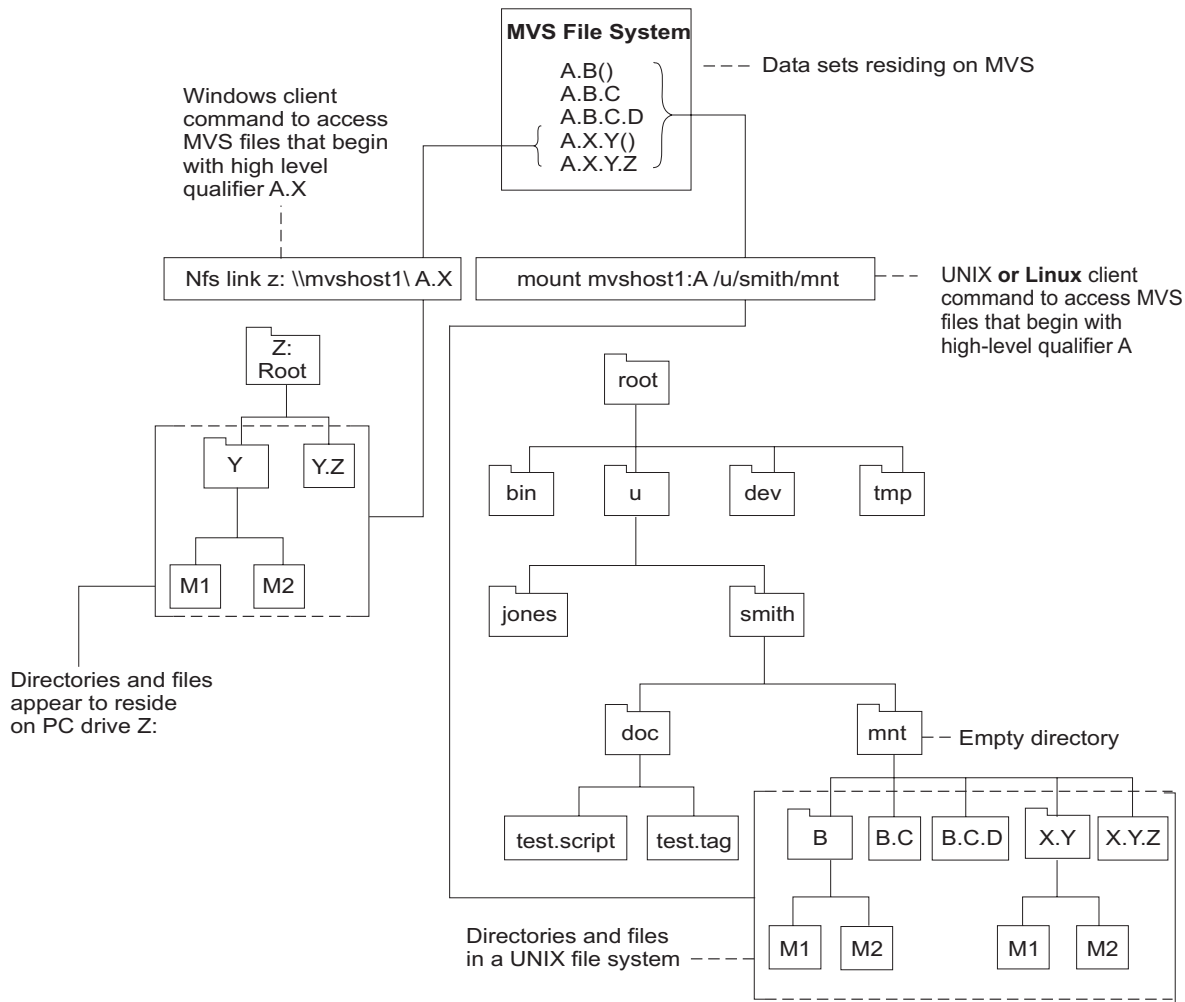 MVS File System
A.B()
A.B.C
A.B.C.D
A.X.Y()
A.X.Y.Z
Data sets residing on MVS
Windows client
command to access
MVS files that begin
with high level
qualifier A.X
Nfs link z: \\mvshost1\ A.X
mount mvshost1:A /u/smith/mnt
UNIX or Linux client
command to access MVS
files that begin with
high-level qualifier A
Z:
Root
Y
Y.Z
M1
M2
Directories and files
appear to reside
on PC drive Z:
root
bin
u
dev
tmp
jones
smith
doc
mnt
Empty directory
test.script
test.tag
B
B.C
B.C.D
X.Y
X.Y.Z
M1
M2
M1
M2
Directories and files
in a UNIX file system